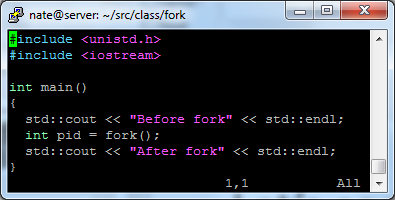 nate@server: ~/src/class/fork
#include <unistd.h>
#include <iostream>
int main()
{
  std::cout << "Before fork" << std::endl;
  int pid = fork();
  std::cout << "After fork" << std::endl;
}
1,1 All